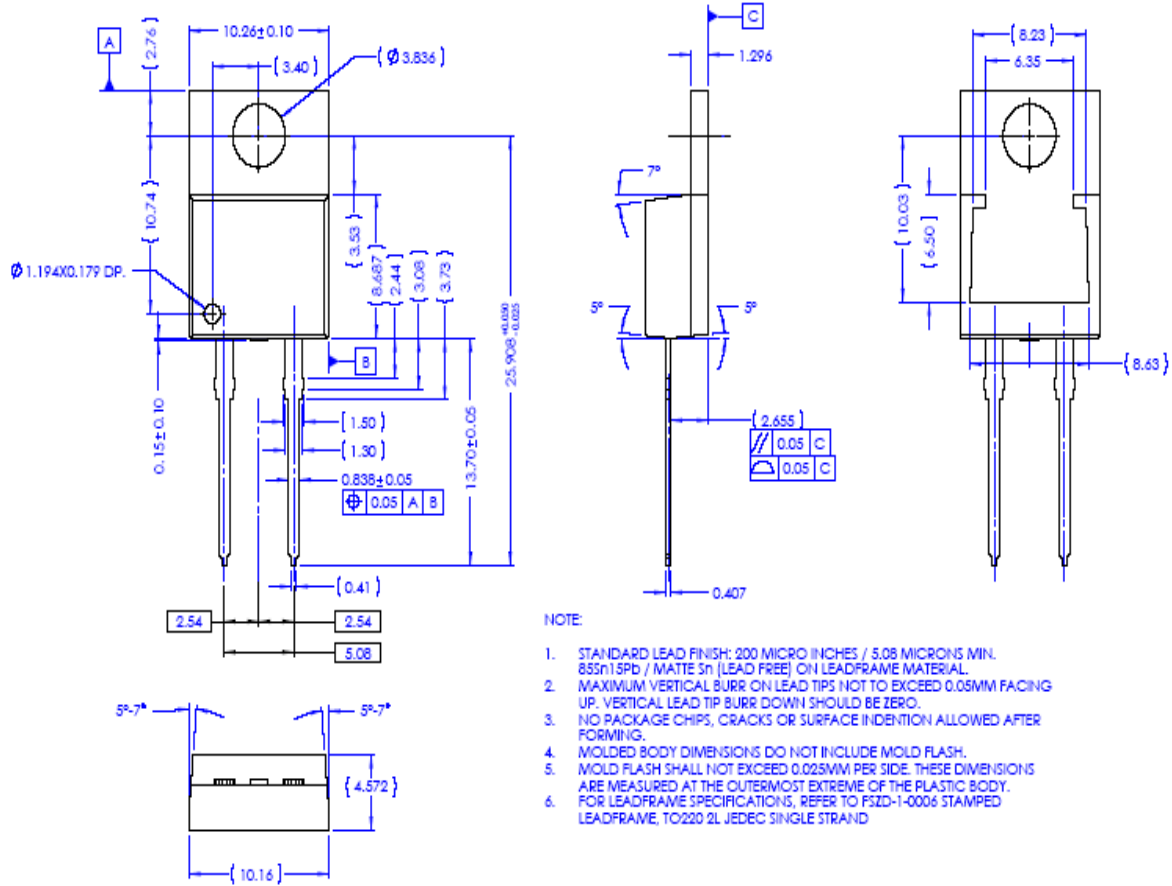 A
{ 2.76 }
10.26±0.10
{ 3.40 }
{ Ø 3.836 }
{ 10.74 }
Ø 1.194X0.179 DP.
{ 3.53 }
{ 8.687 }
{ 2.44 }
{ 3.08 }
{ 3.73 }
25.908 +0.050 -0.025
B
0.15±0.10
{ 1.50 }
{ 1.30 }
0.838±0.05
0.05 A B
13.70±0.05
{ 0.41 }
2.54
2.54
5.08
C
1.296
7°
5°
5°
{ 2.655 }
// 0.05 C
0.05 C
0.407
{ 8.23 }
6.35
{ 10.03 }
{ 6.50 }
{ 8.63 }
5°-7°
5°-7°
{ 4.572 }
{ 10.16 }
NOTE:
1. STANDARD LEAD FINISH: 200 MICRO INCHES / 5.08 MICRONS MIN.
85Sn15Pb / MATTE Sn (LEAD FREE) ON LEADFRAME MATERIAL.
2. MAXIMUM VERTICAL BURR ON LEAD TIPS NOT TO EXCEED 0.05MM FACING
UP. VERTICAL LEAD TIP BURR DOWN SHOULD BE ZERO.
3. NO PACKAGE CHIPS, CRACKS OR SURFACE INDENTION ALLOWED AFTER
FORMING.
4. MOLDED BODY DIMENSIONS DO NOT INCLUDE MOLD FLASH.
5. MOLD FLASH SHALL NOT EXCEED 0.025MM PER SIDE. THESE DIMENSIONS
ARE MEASURED AT THE OUTERMOST EXTREME OF THE PLASTIC BODY.
6. FOR LEADFRAME SPECIFICATIONS, REFER TO FSZD-1-0006 STAMPED
LEADFRAME, TO220 2L JEDEC SINGLE STRAND